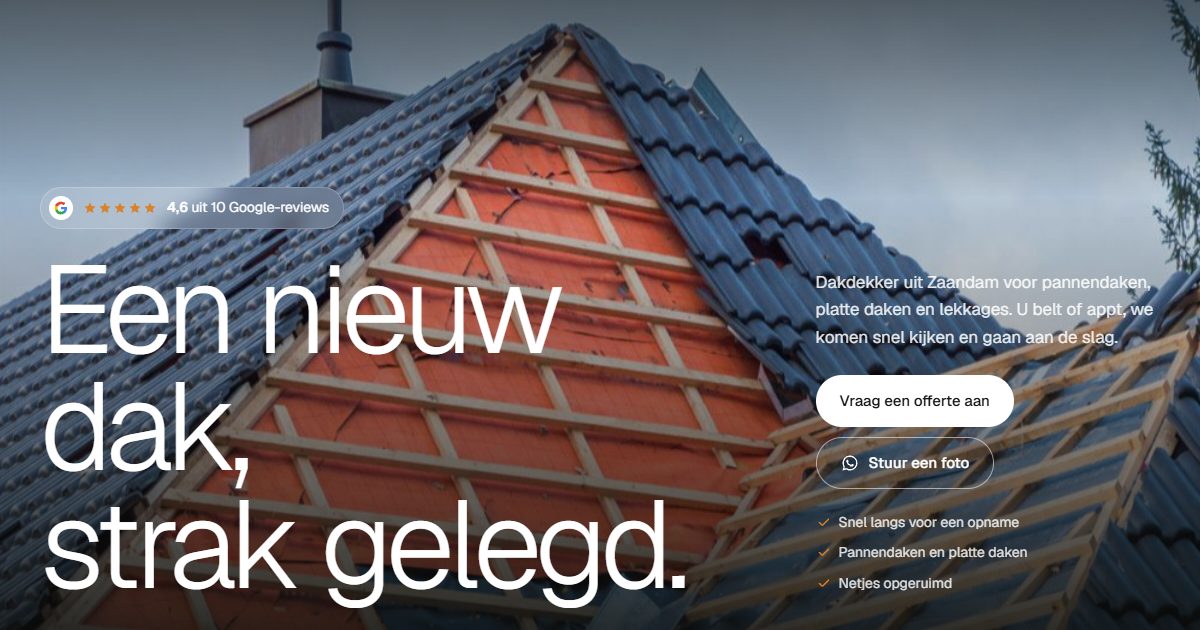 4,6 uit 10 Google-reviews
Een nieuw
dak,
strak gelegd.
Dakdekker uit Zaandam voor pannendaken,
platte daken en lekkages. U belt of appt, we
komen snel kijken en gaan aan de slag.
Vraag een offerte aan
Stuur een foto
Snel langs voor een opname
Pannendaken en platte daken
Netjes opgeruimd